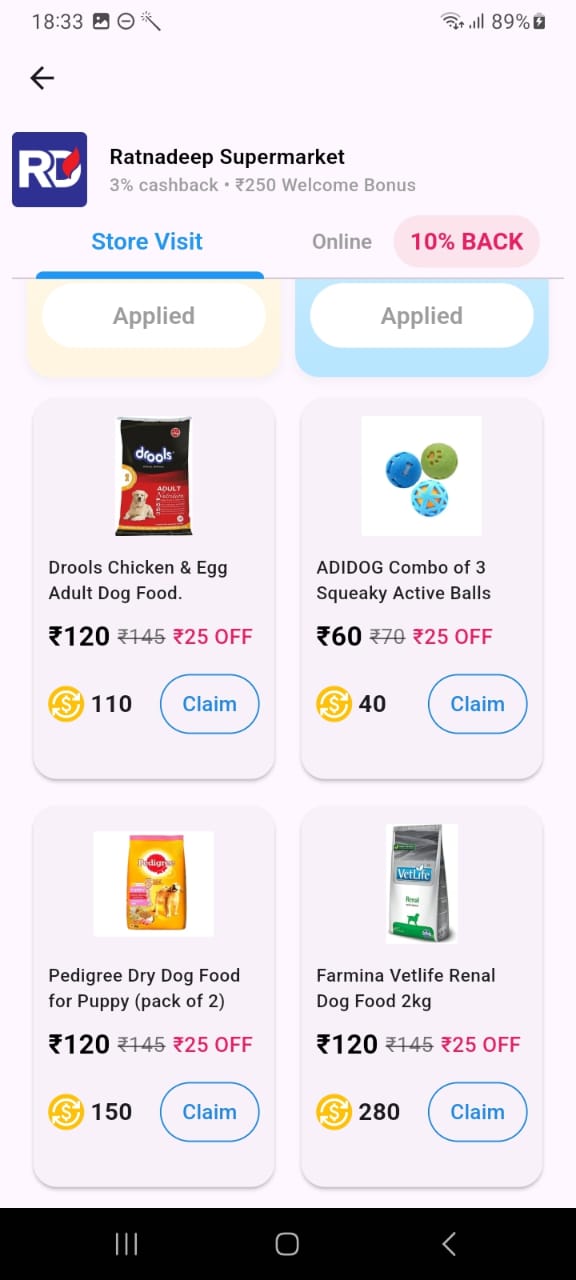 18:33
89%
RD
Ratnadeep Supermarket
3% cashback • ₹250 Welcome Bonus
Store Visit
Online
10% BACK
Applied
Applied
drools
ADULT
Drools Chicken & Egg
Adult Dog Food.
₹120 ₹145 ₹25 OFF
110
Claim
ADIDOG Combo of 3
Squeaky Active Balls
₹60 ₹70 ₹25 OFF
40
Claim
Pedigree
Pedigree Dry Dog Food
for Puppy (pack of 2)
₹120 ₹145 ₹25 OFF
150
Claim
VetLife
Renal
Farmina Vetlife Renal
Dog Food 2kg
₹120 ₹145 ₹25 OFF
280
Claim